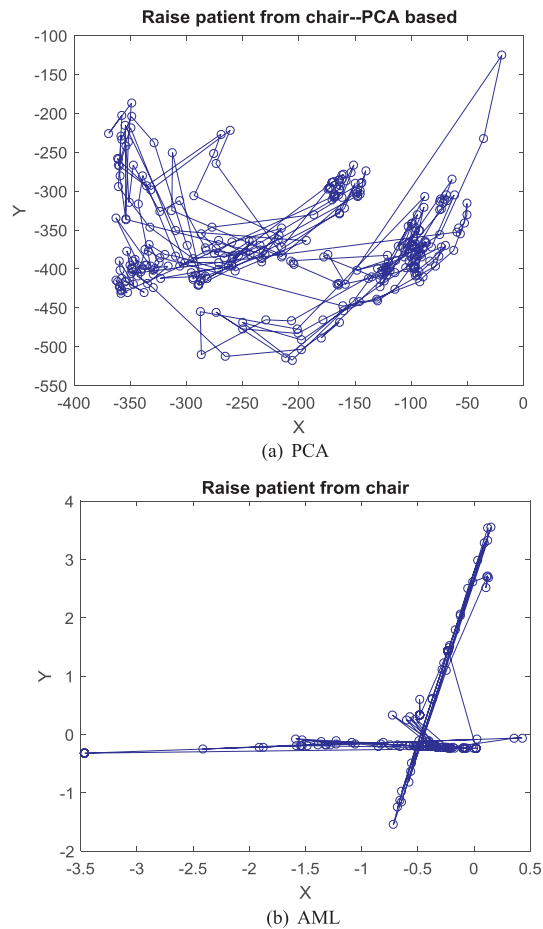 Raise patient from chair--PCA based
-100
-150
-200
-250
-300
-350
-400
-450
-500
-550
Y
-400 -350 -300 -250 -200 -150 -100 -50 0
X
(a) PCA
Raise patient from chair
4
3
2
1
0
-1
-2
Y
-3.5 -3 -2.5 -2 -1.5 -1 -0.5 0 0.5
X
(b) AML